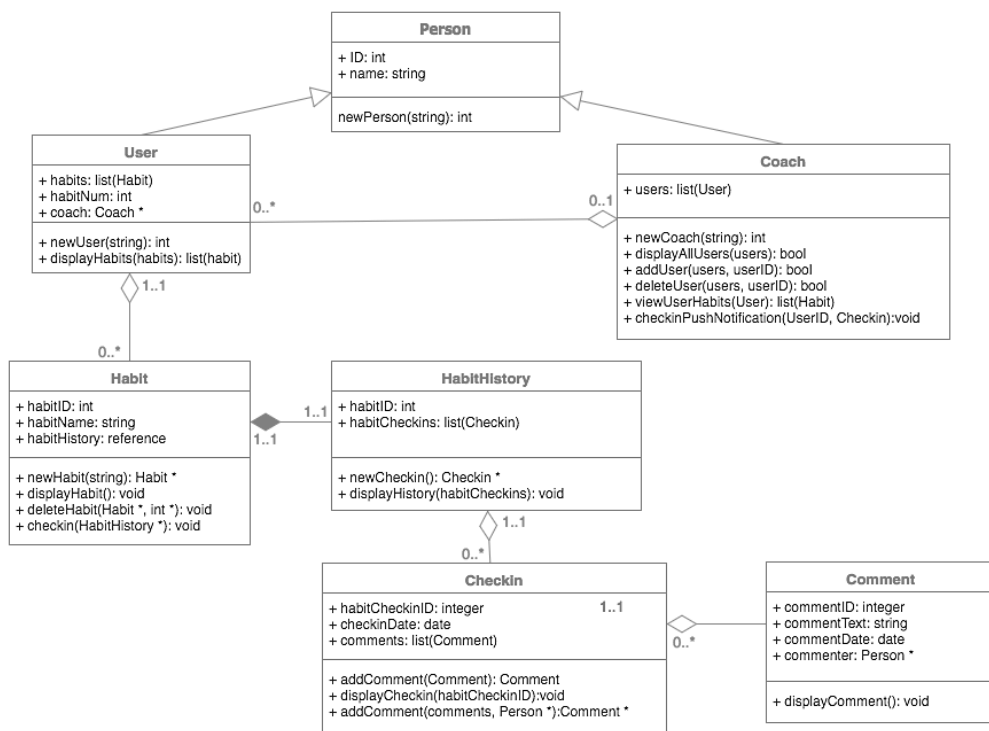 Person
+ ID: int
+ name: string
newPerson(string): int
User
+ habits: list(Habit)
+ habitNum: int
+ coach: Coach *
+ newUser(string): int
+ displayHabits(habits): list(habit)
0..*
0..1
Coach
+ users: list(User)
+ newCoach(string): int
+ displayAllUsers(users): bool
+ addUser(users, userID): bool
+ deleteUser(users, userID): bool
+ viewUserHabits(User): list(Habit)
+ checkinPushNotification(UserID, Checkin):void
1..1
0..*
Habit
+ habitID: int
+ habitName: string
+ habitHistory: reference
+ newHabit(string): Habit *
+ displayHabit(): void
+ deleteHabit(Habit *, int *): void
+ checkin(HabitHistory *): void
1..1
1..1
HabitHistory
+ habitID: int
+ habitCheckins: list(Checkin)
+ newCheckin(): Checkin *
+ displayHistory(habitCheckins): void
1..1
0..*
Checkin
+ habitCheckinID: integer
+ checkinDate: date
+ comments: list(Comment)
1..1
+ addComment(Comment): Comment
+ displayCheckin(habitCheckinID):void
+ addComment(comments, Person *):Comment *
0..*
Comment
+ commentID: integer
+ commentText: string
+ commentDate: date
+ commenter: Person *
+ displayComment(): void